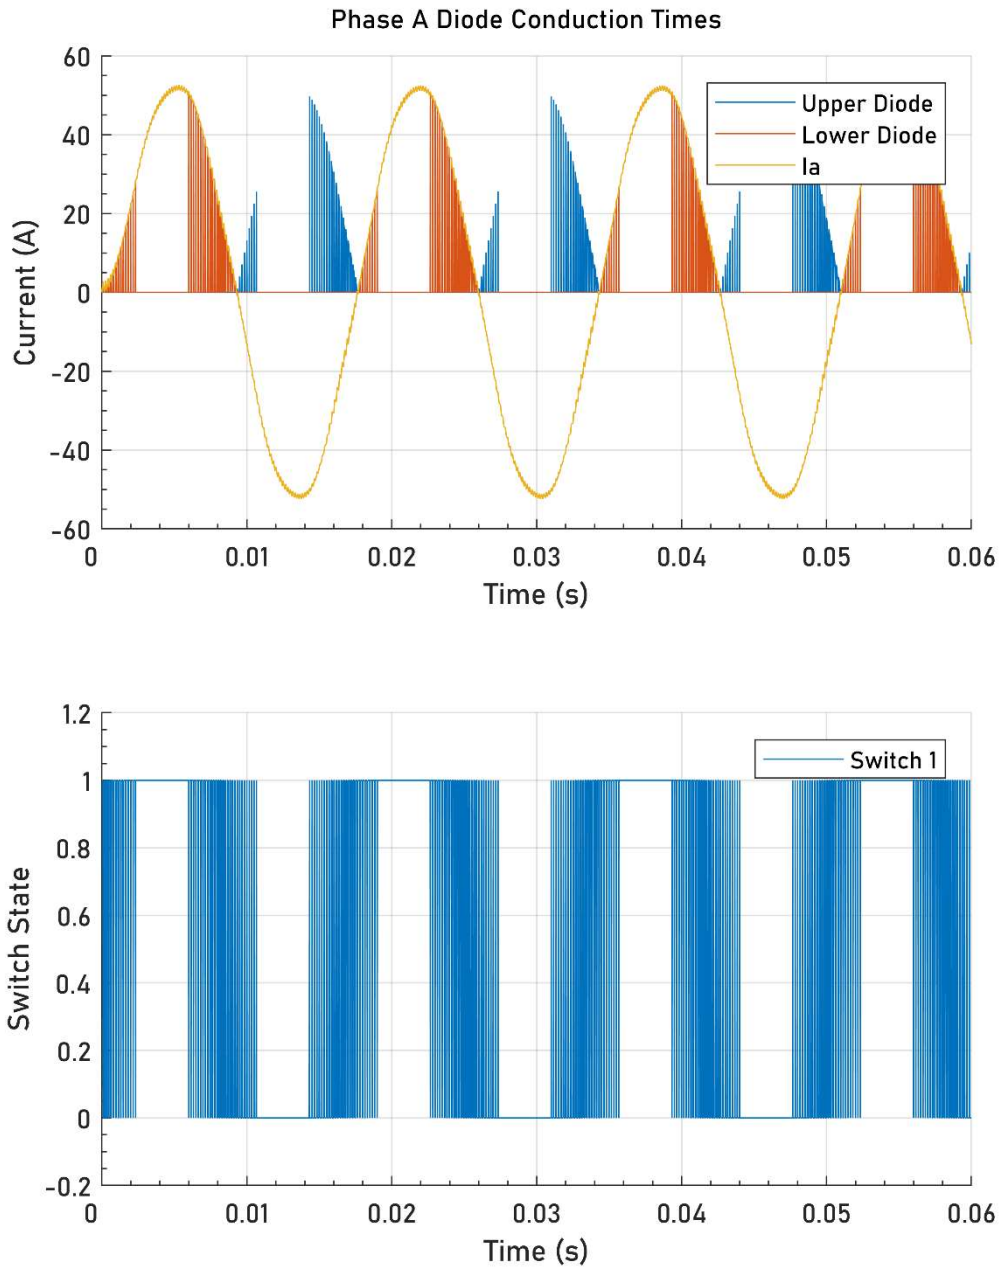 Phase A Diode Conduction Times
60
40
20
0
-20
-40
-60
Current (A)
Upper Diode
Lower Diode
Ia
0 0.01 0.02 0.03 0.04 0.05 0.06
Time (s)
1.2
1
0.8
0.6
0.4
0.2
0
-0.2
Switch State
Switch 1
0 0.01 0.02 0.03 0.04 0.05 0.06
Time (s)